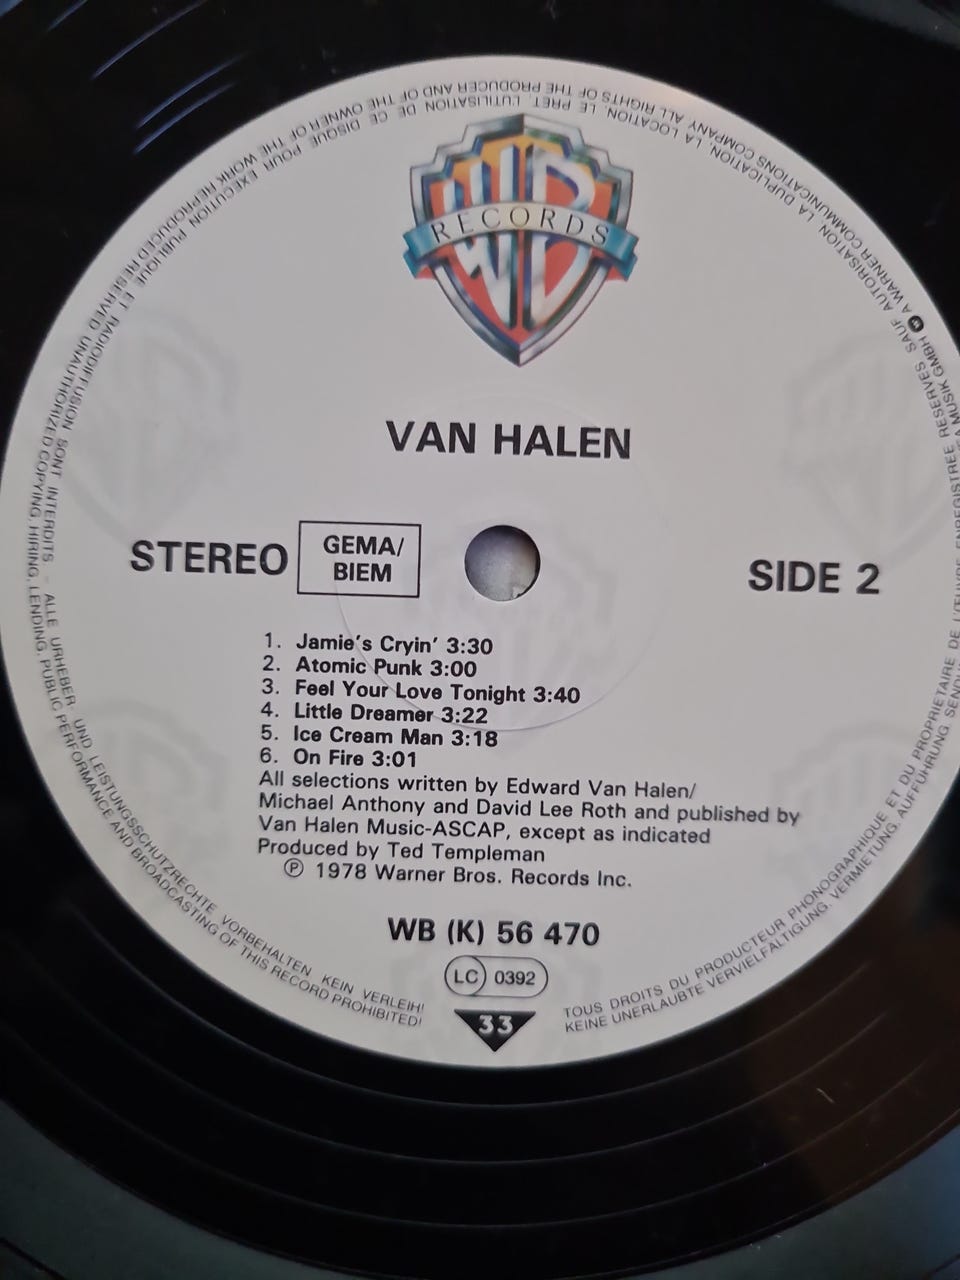 WB
RECORDS
VAN HALEN
STEREO
GEMA/
BIEM
SIDE 2
1. Jamie's Cryin' 3:30
2. Atomic Punk 3:00
3. Feel Your Love Tonight 3:40
4. Little Dreamer 3:22
5. Ice Cream Man 3:18
6. On Fire 3:01
All selections written by Edward Van Halen/
Michael Anthony and David Lee Roth and published by
Van Halen Music-ASCAP, except as indicated
Produced by Ted Templeman
℗ 1978 Warner Bros. Records Inc.
WB (K) 56 470
LC 0392
33
TOUS DROITS DU PRODUCTEUR PHONOGRAPHIQUE ET DU PROPRIETAIRE DE L'ŒUVRE ENREGISTREE RESERVES SAUF AUTORISATION, LA DUPLICATION, LA LOCATION, LE PRET, L'UTILISATION DE CE DISQUE POUR EXECUTION PUBLIQUE ET RADIODIFFUSION SONT INTERDITS - ALLE URHEBER- UND LEISTUNGSSCHUTZRECHTE VORBEHALTEN KEIN VERLEIH!
KEINE UNERLAUBTE VERVIELFÄLTIGUNG, VERMIETUNG, AUFFÜHRUNG, MUSIK GMBH A WARNER COMMUNICATIONS COMPANY. ALL RIGHTS OF THE PRODUCER AND OF THE OWNER OF THE WORK REPRODUCED RESERVED UNAUTHORIZED COPYING, HIRING, LENDING, PUBLIC PERFORMANCE AND BROADCASTING OF THIS RECORD PROHIBITED!